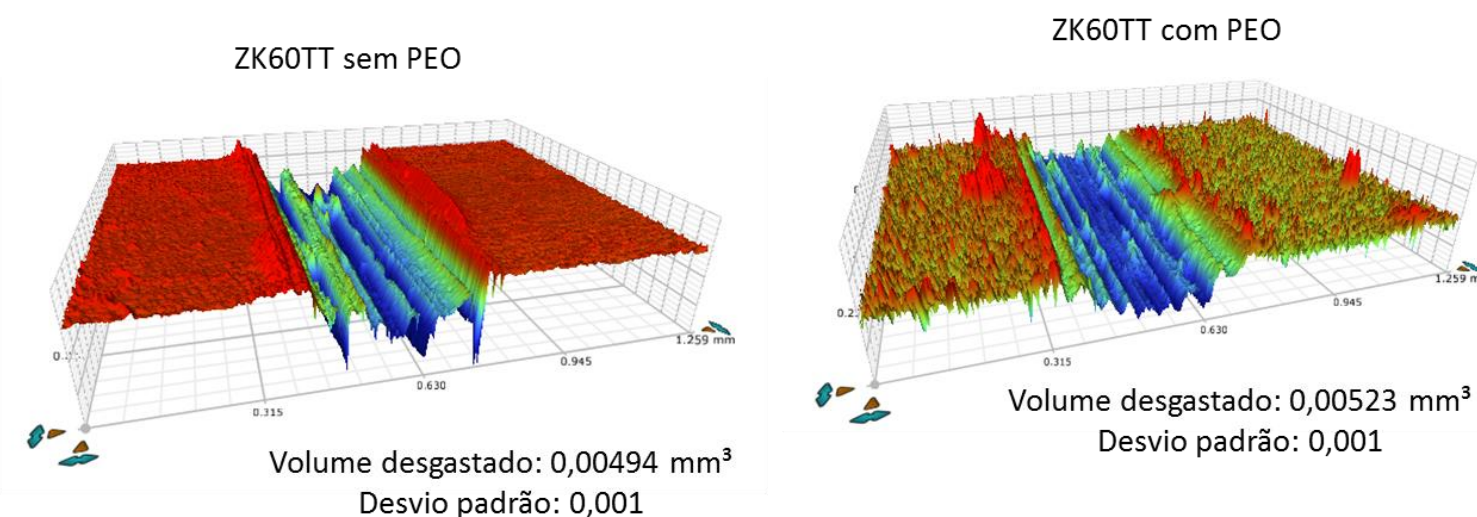 ZK60TT sem PEO
0.315
0.630
0.945
1.259 mm
Volume desgastado: 0,00494 mm³
Desvio padrão: 0,001
ZK60TT com PEO
0.315
0.630
0.945
Volume desgastado: 0,00523 mm³
Desvio padrão: 0,001